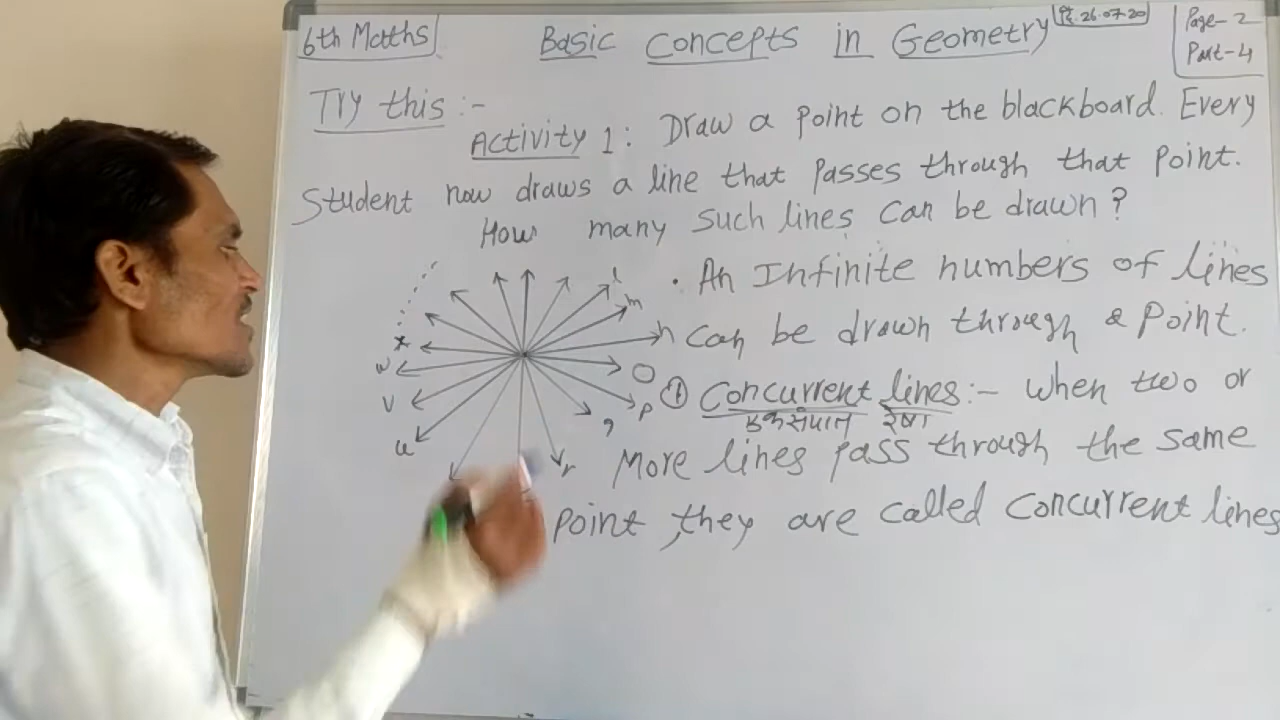 6th Maths
Basic Concepts in Geometry
26.07.20
Page-2
Part-4
Try this :-
Activity 1 : Draw a point on the blackboard. Every
Student now draws a line that passes through that point.
How many such lines can be drawn ?
. An Infinite numbers of lines
can be drawn through a point.
① Concurrent lines :- when two or
एकसंपात रेषा
More lines pass through the same
point, they are called concurrent lines
l
m
n
O
p
q
r
u
v
w
x